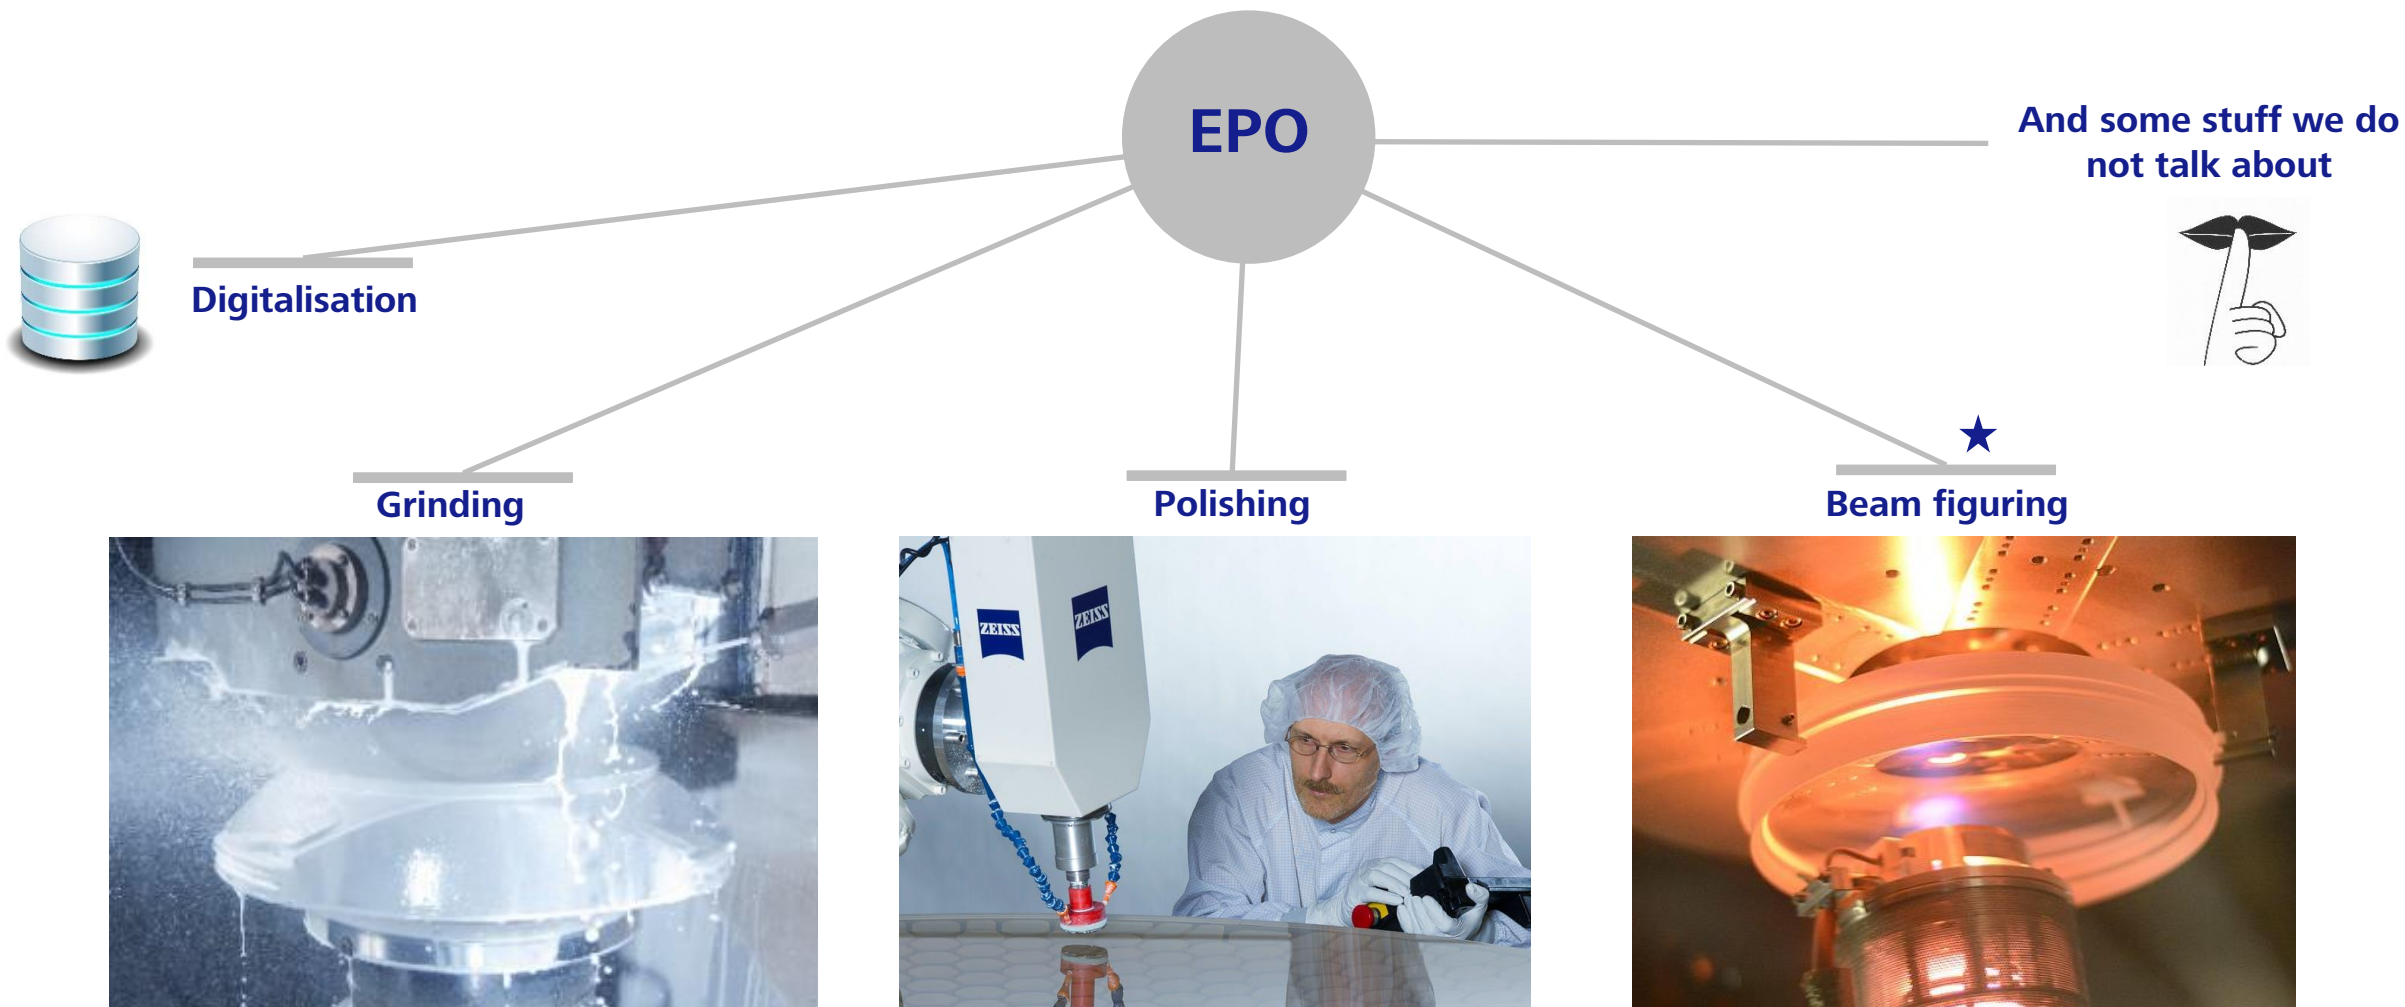 EPO
And some stuff we do
not talk about
Digitalisation
Grinding
Polishing
Beam figuring
ZEISS
ZEISS